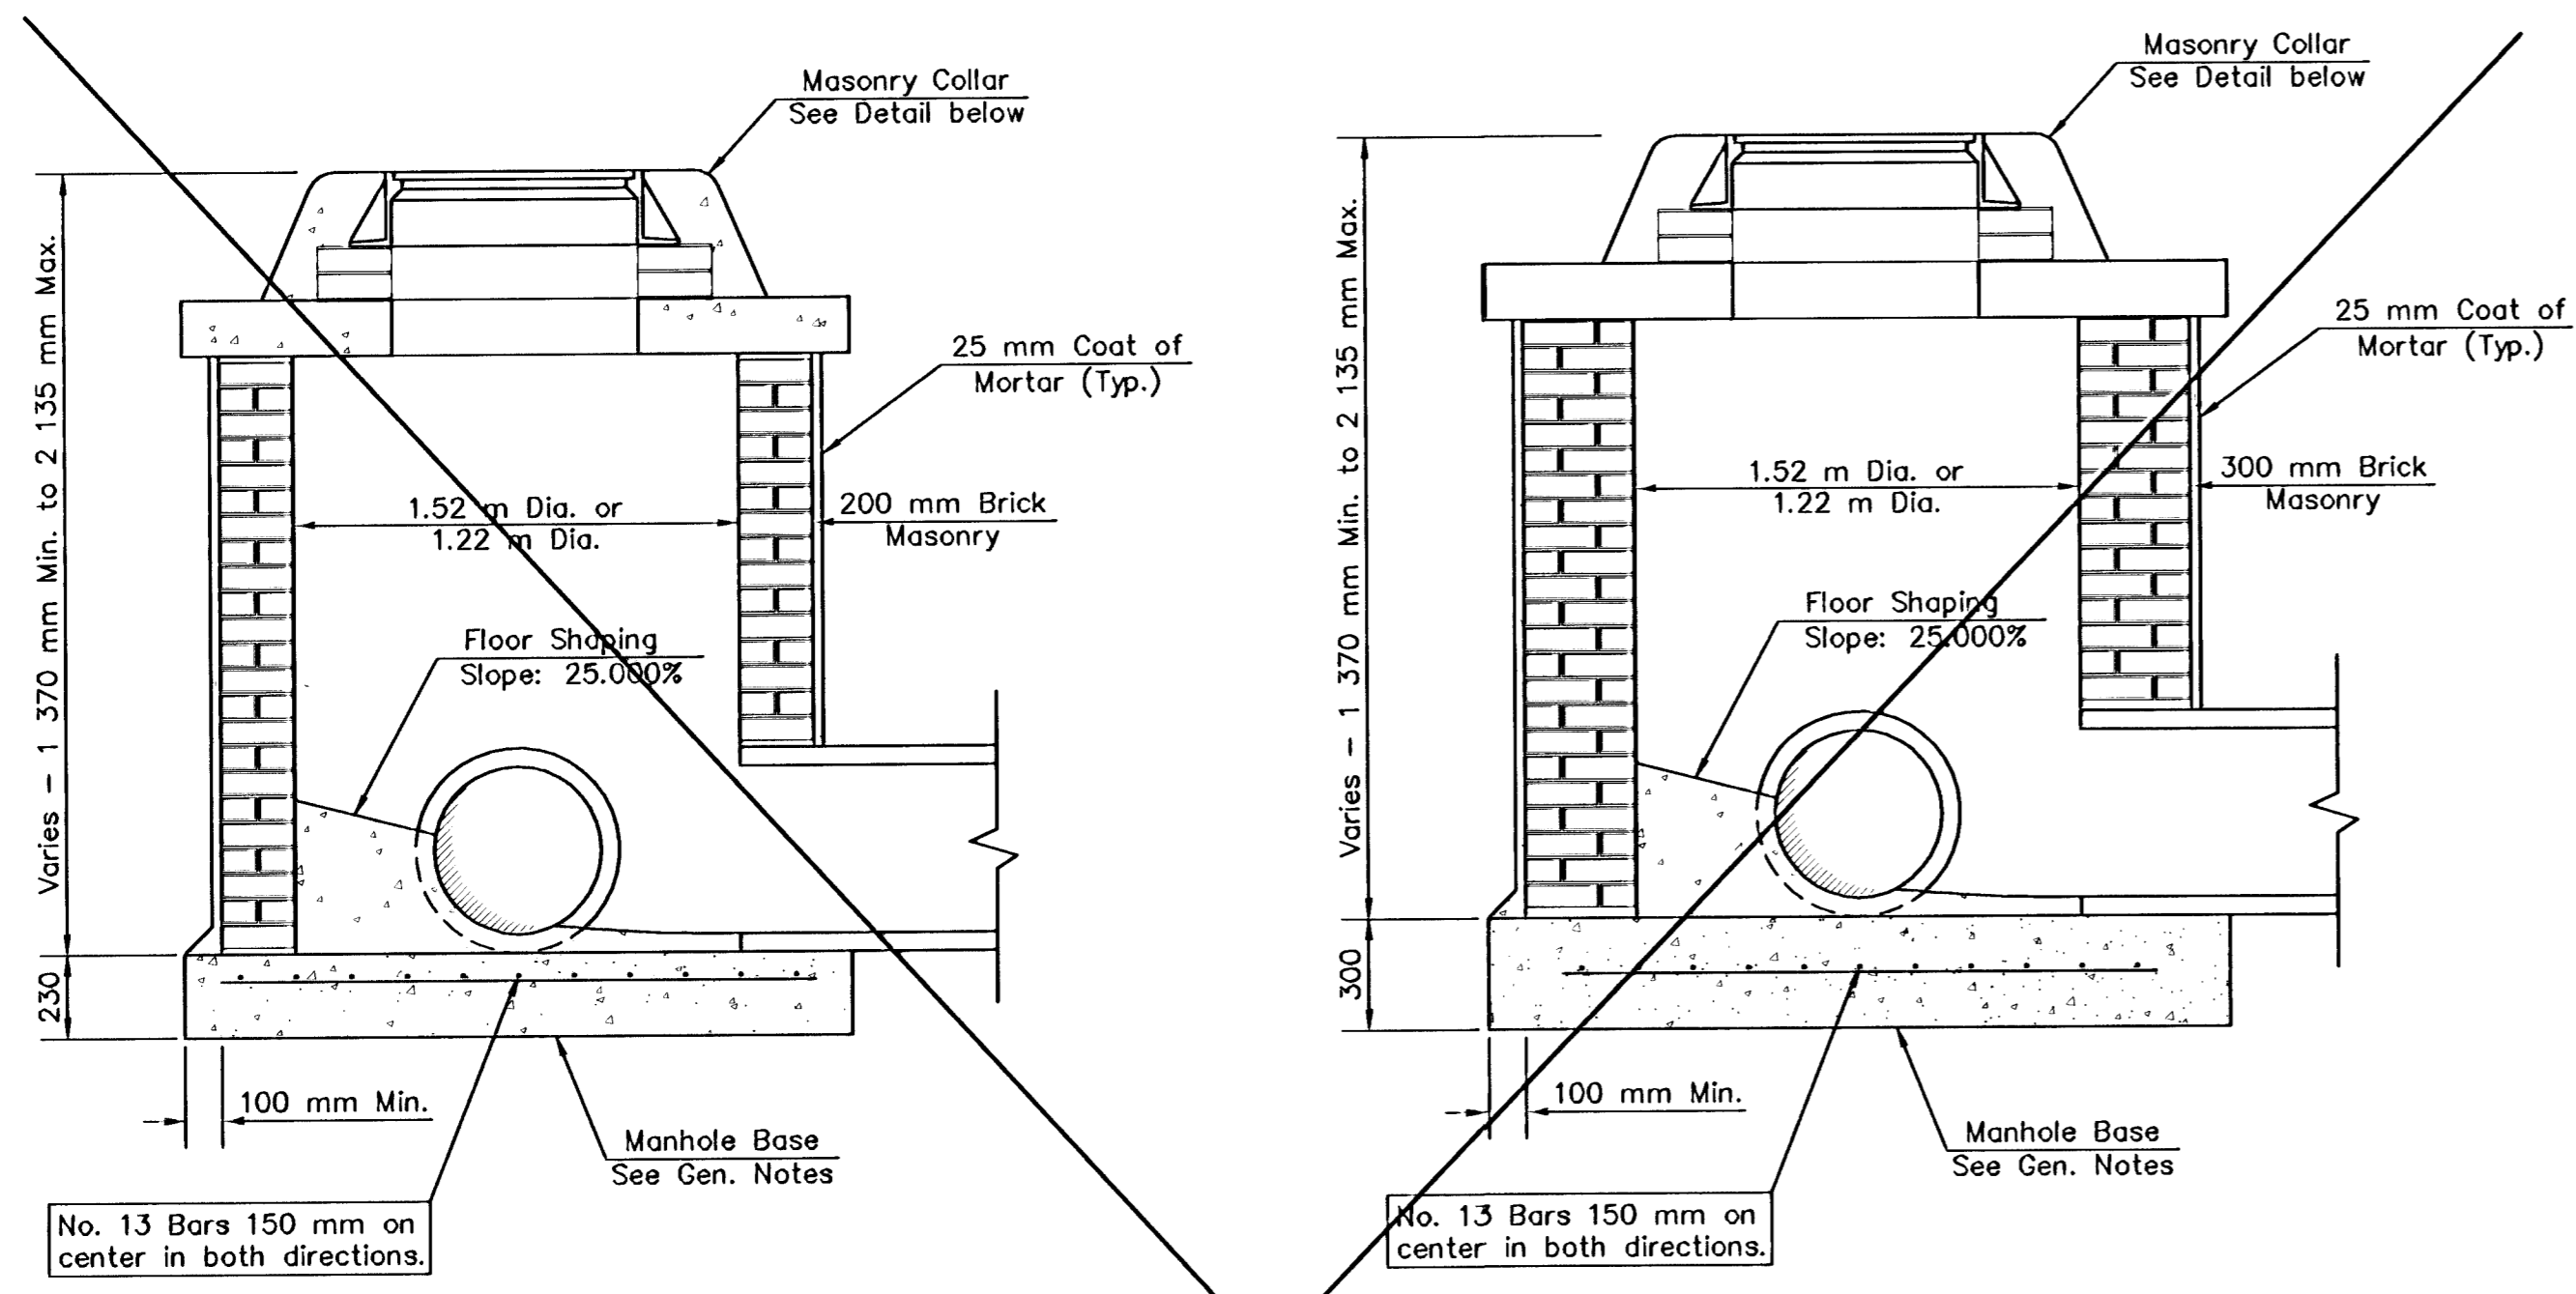 Masonry Collar
See Detail below
25 mm Coat of
Mortar (Typ.)
1.52 m Dia. or
1.22 m Dia.
200 mm Brick
Masonry
Floor Shaping
Slope: 25.000%
Varies – 1 370 mm Min. to 2 135 mm Max.
230
100 mm Min.
Manhole Base
See Gen. Notes
No. 13 Bars 150 mm on
center in both directions.
Masonry Collar
See Detail below
25 mm Coat of
Mortar (Typ.)
1.52 m Dia. or
1.22 m Dia.
300 mm Brick
Masonry
Floor Shaping
Slope: 25.000%
Varies – 1 370 mm Min. to 2 135 mm Max.
300
100 mm Min.
Manhole Base
See Gen. Notes
No. 13 Bars 150 mm on
center in both directions.